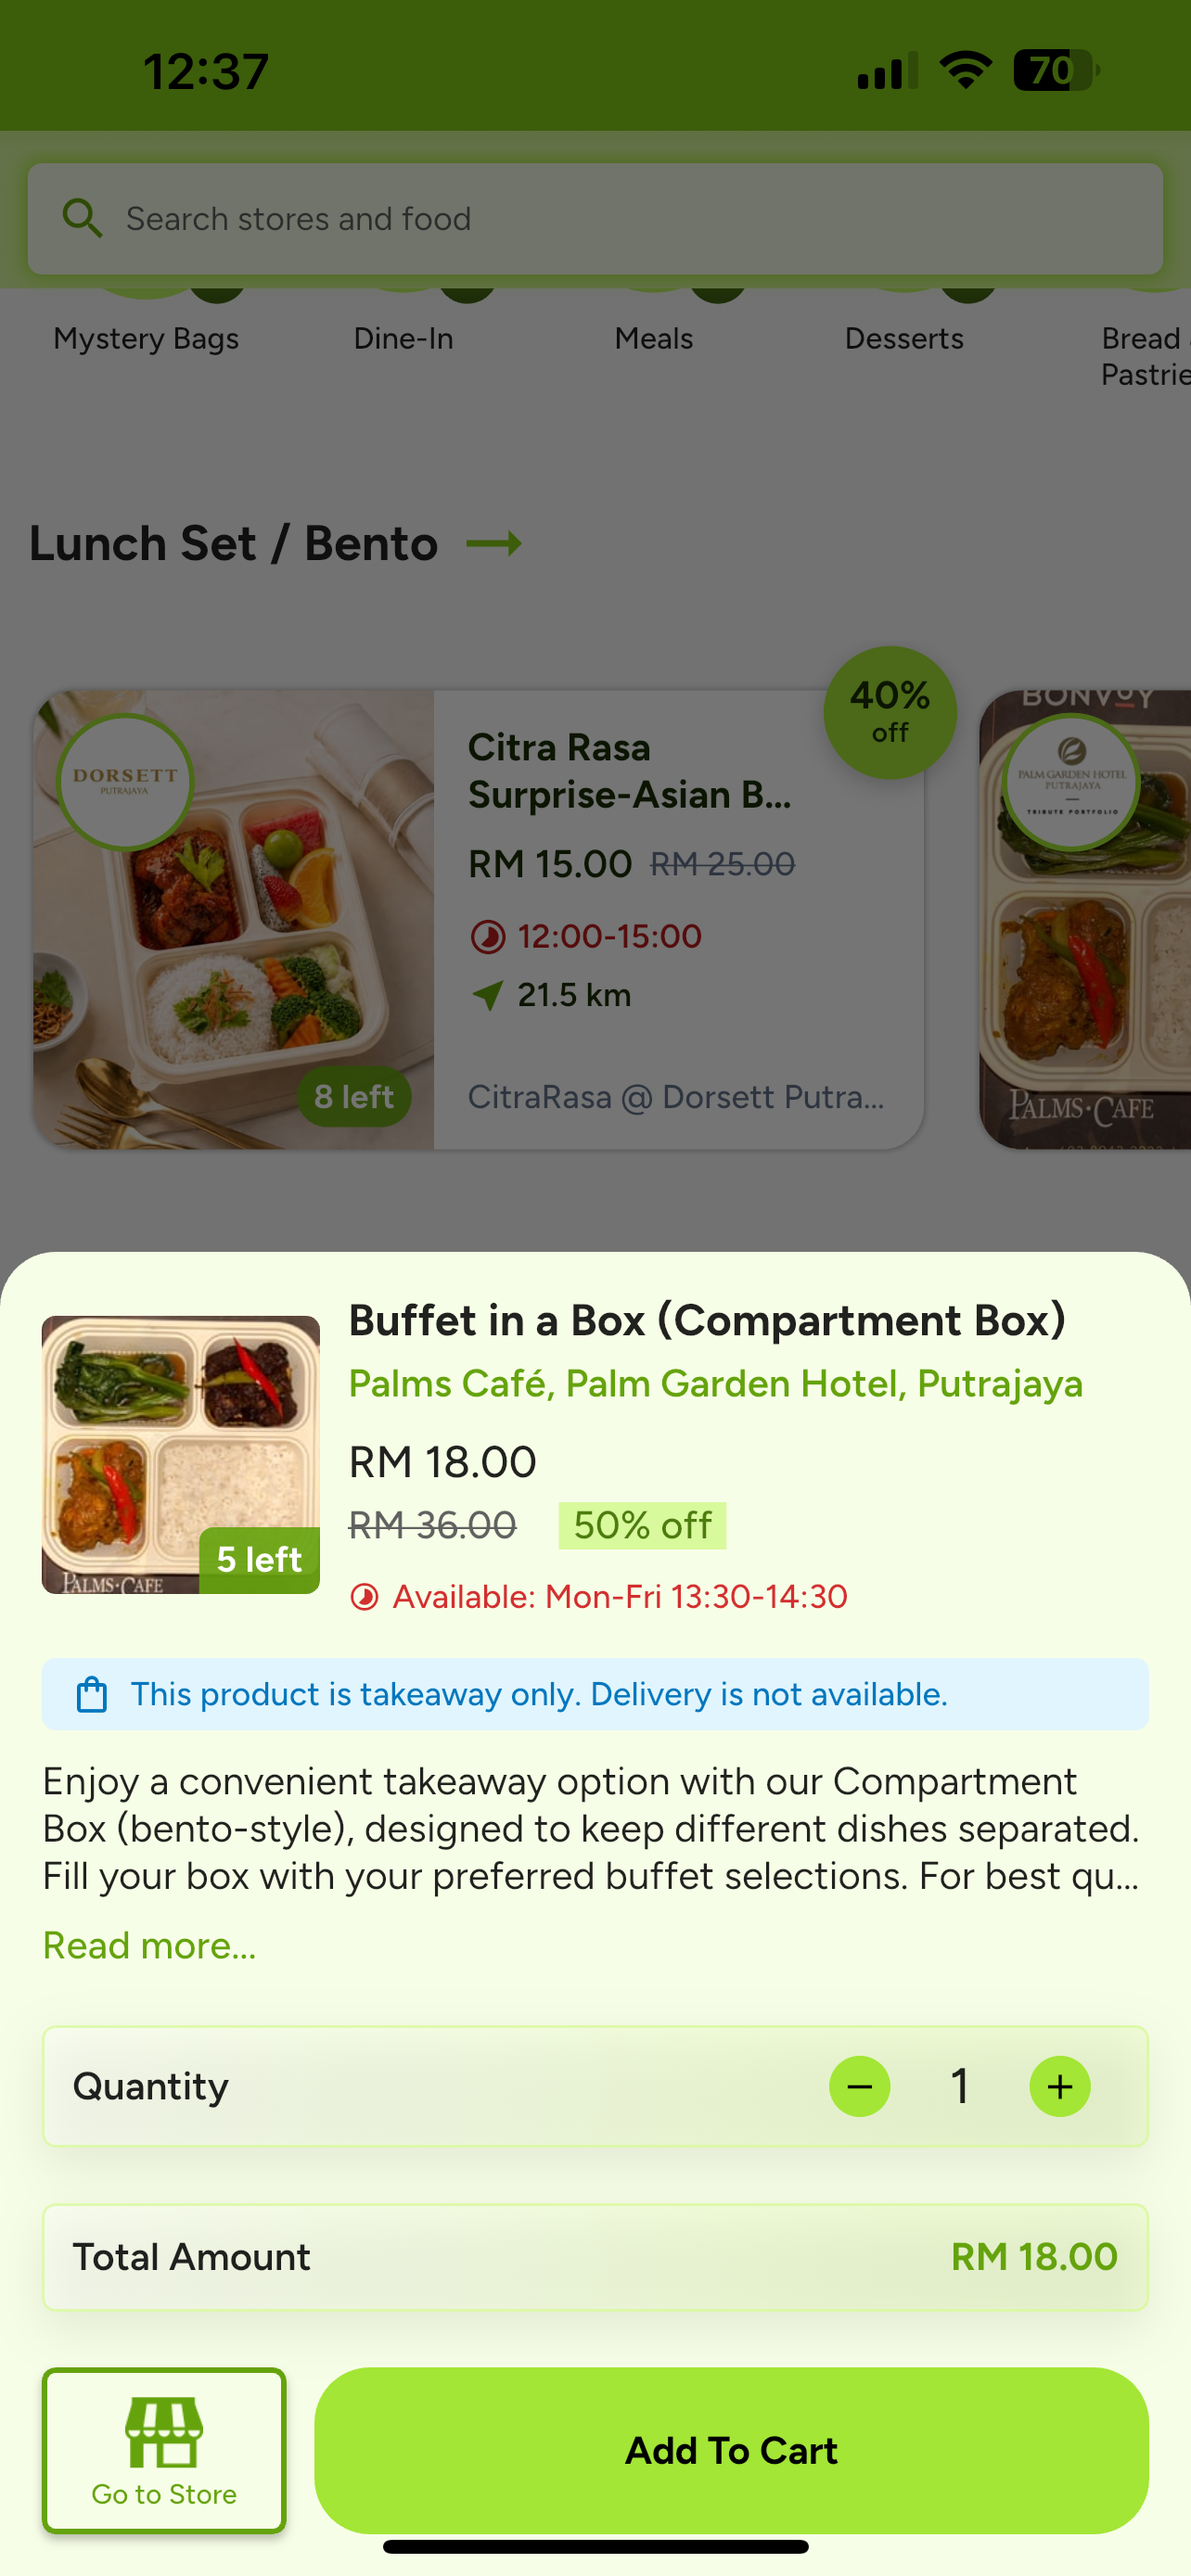 12:37
70
Search stores and food
Mystery Bags
Dine-In
Meals
Desserts
Bread
Pastrie
Lunch Set / Bento
40%
off
DORSETT
PUTRAJAYA
Citra Rasa
Surprise-Asian B...
RM 15.00 RM 25.00
12:00-15:00
21.5 km
8 left
CitraRasa @ Dorsett Putra...
BONVOY
PALM GARDEN HOTEL
PUTRAJAYA
TRIBUTE PORTFOLIO
PALMS·CAFE
Buffet in a Box (Compartment Box)
Palms Café, Palm Garden Hotel, Putrajaya
RM 18.00
RM 36.00 50% off
5 left
PALMS·CAFE
Available: Mon-Fri 13:30-14:30
This product is takeaway only. Delivery is not available.
Enjoy a convenient takeaway option with our Compartment
Box (bento-style), designed to keep different dishes separated.
Fill your box with your preferred buffet selections. For best qu...
Read more...
Quantity
1
Total Amount
RM 18.00
Go to Store
Add To Cart